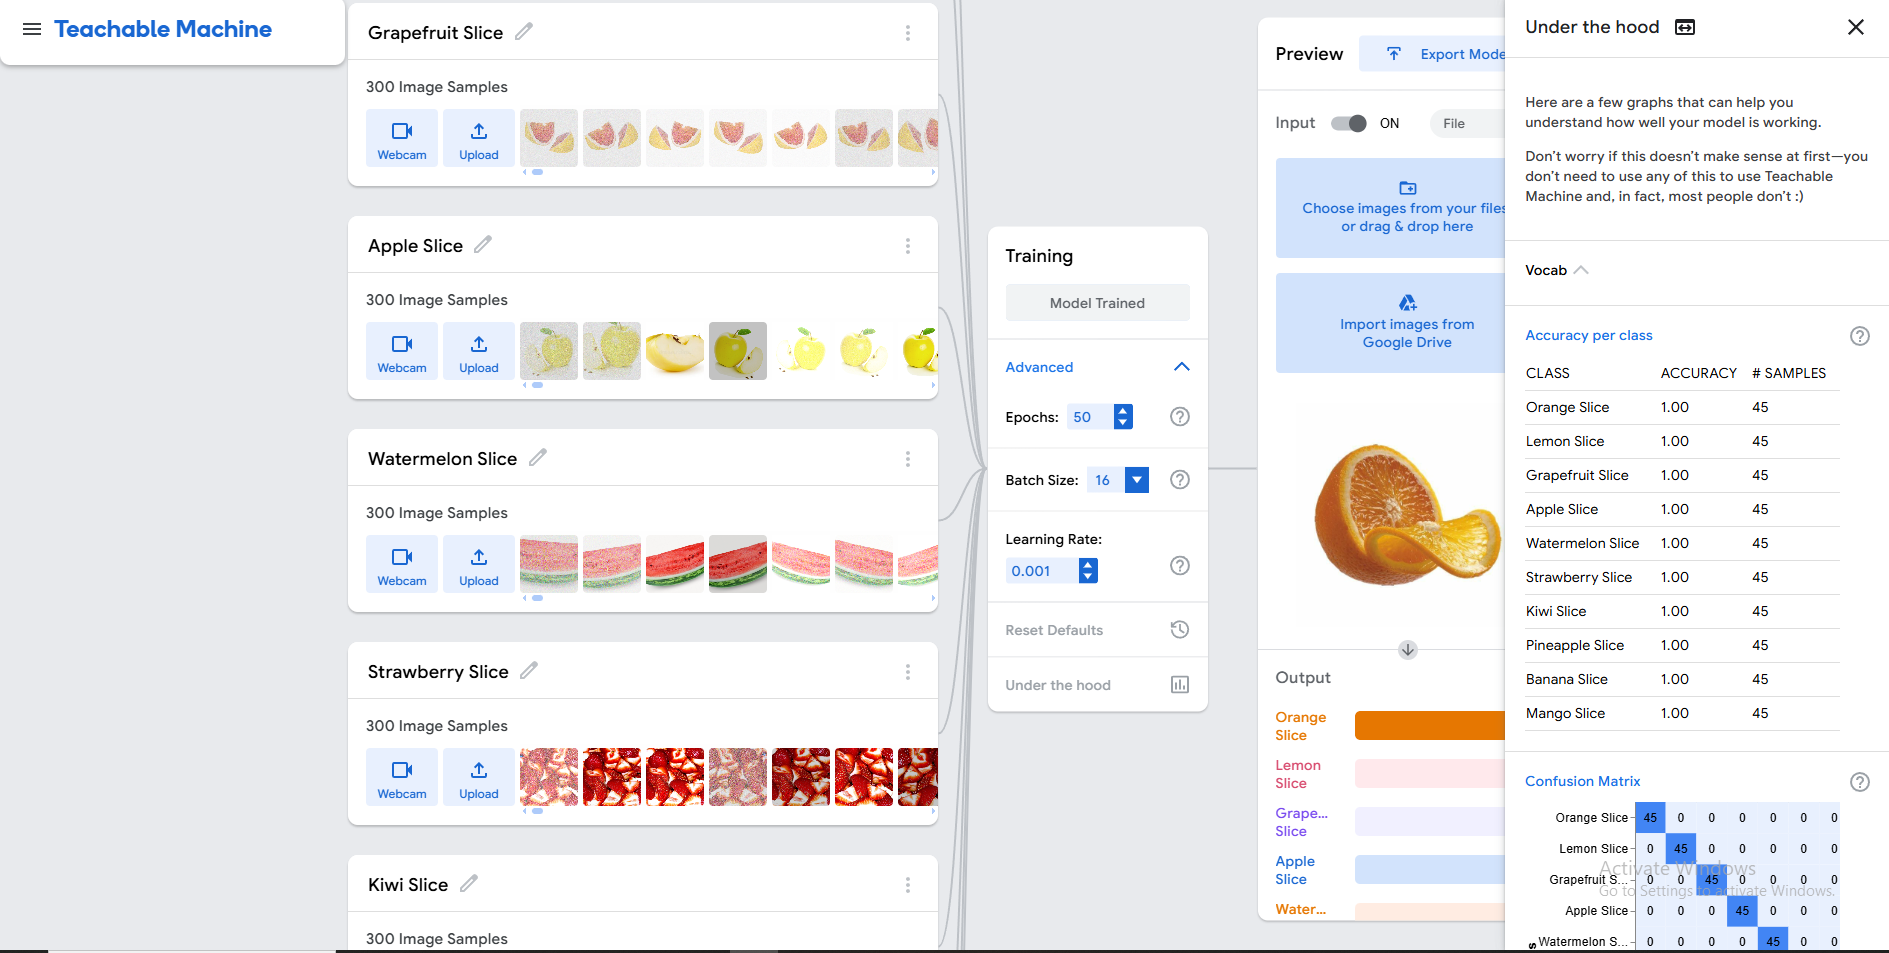 Teachable Machine
Grapefruit Slice
300 Image Samples
Webcam
Upload
Apple Slice
300 Image Samples
Webcam
Upload
Watermelon Slice
300 Image Samples
Webcam
Upload
Strawberry Slice
300 Image Samples
Webcam
Upload
Kiwi Slice
300 Image Samples
Training
Model Trained
Advanced
Epochs: 50
Batch Size: 16
Learning Rate:
0.001
Reset Defaults
Under the hood
Preview
Export Mode
Input ON File
Choose images from your files
or drag & drop here
Import images from
Google Drive
Output
Orange
Slice
Lemon
Slice
Grape...
Slice
Apple
Slice
Water...
Under the hood
Here are a few graphs that can help you
understand how well your model is working.
Don't worry if this doesn't make sense at first—you
don't need to use any of this to use Teachable
Machine and, in fact, most people don't :)
Vocab
Accuracy per class
CLASS ACCURACY # SAMPLES
Orange Slice 1.00 45
Lemon Slice 1.00 45
Grapefruit Slice 1.00 45
Apple Slice 1.00 45
Watermelon Slice 1.00 45
Strawberry Slice 1.00 45
Kiwi Slice 1.00 45
Pineapple Slice 1.00 45
Banana Slice 1.00 45
Mango Slice 1.00 45
Confusion Matrix
Orange Slice 45 0 0 0 0 0 0
Lemon Slice 0 45 0 0 0 0 0
Grapefruit S... 0 0 45 0 0 0 0
Apple Slice 0 0 0 45 0 0 0
Watermelon S... 0 0 0 0 45 0 0
Activate Windows
Go to Settings to activate Windows.